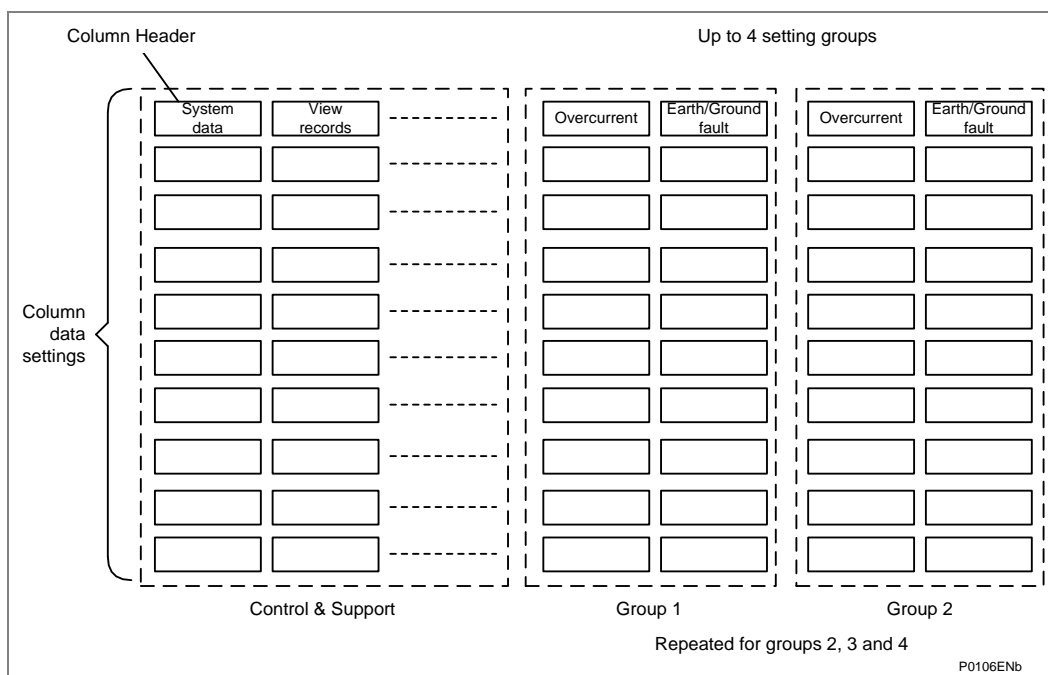 Column Header
Up to 4 setting groups
System
data
View
records
Overcurrent
Earth/Ground
fault
Overcurrent
Earth/Ground
fault
Column
data
settings
Control & Support
Group 1
Group 2
Repeated for groups 2, 3 and 4
P0106ENb